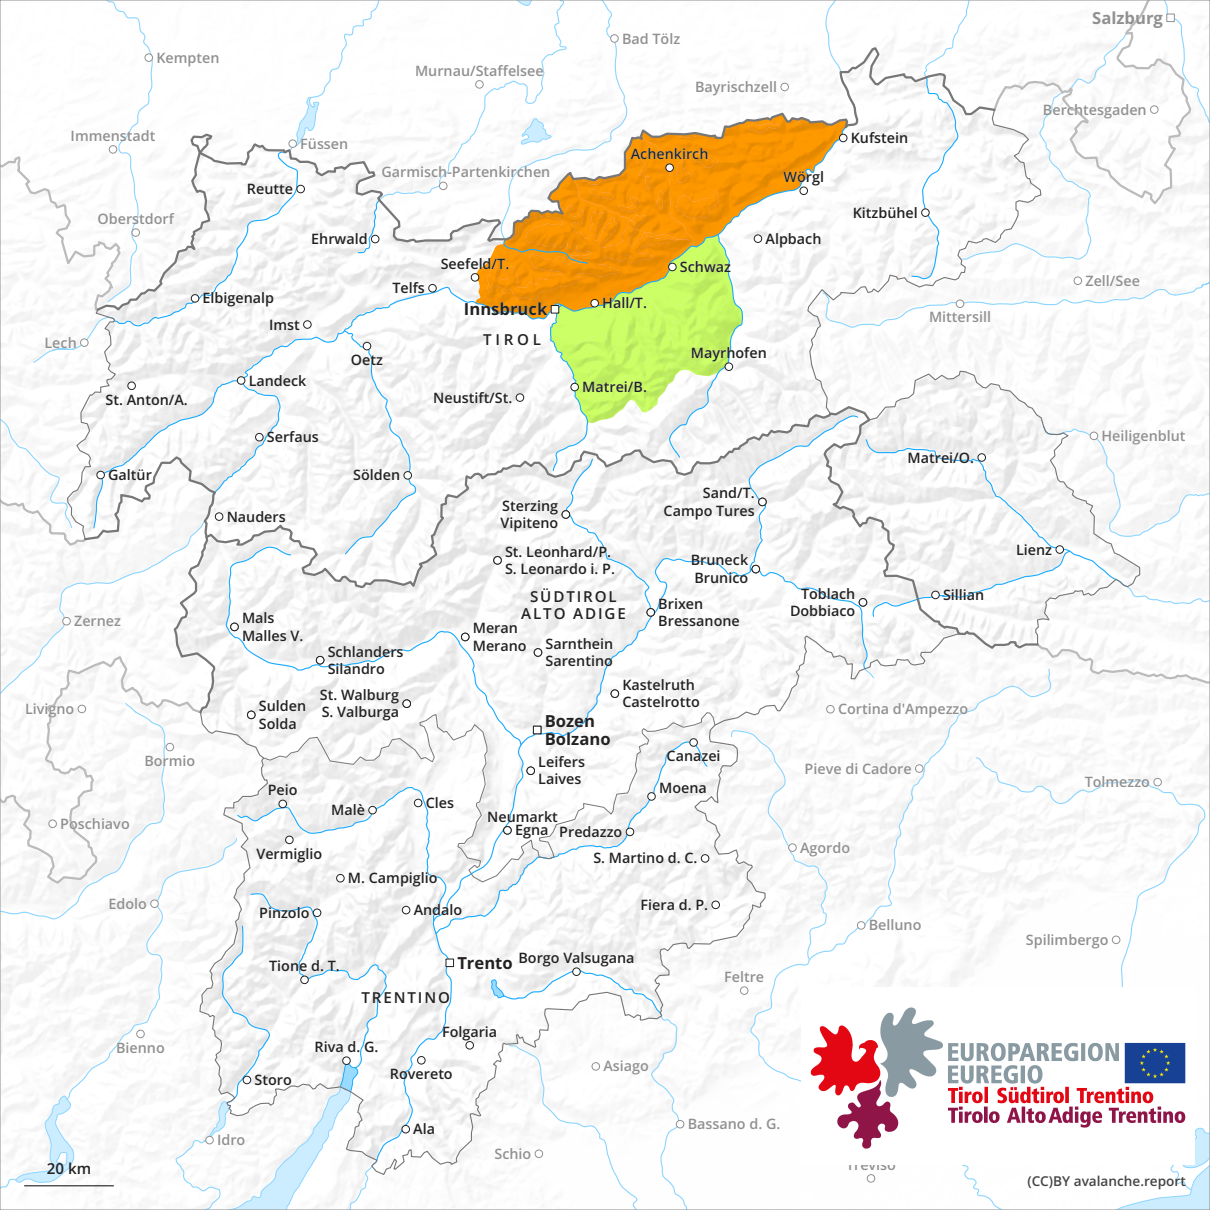 Salzburg
Bad Tölz
Kempten
Murnau/Staffelsee
Bayrischzell
Berchtesgaden
Immenstadt
Füssen
Kufstein
Achenkirch
Garmisch-Partenkirchen
Wörgl
Reutte
Oberstdorf
Kitzbühel
Ehrwald
Alpbach
Seefeld/T.
Schwaz
Zell/See
Telfs
Elbigenalp
Hall/T.
Innsbruck
Mittersill
Imst
TIROL
Lech
Oetz
Mayrhofen
Landeck
Matrei/B.
St. Anton/A.
Neustift/St.
Serfaus
Heiligenblut
Matrei/O.
Galtür
Sölden
Sand/T.
Campo Tures
Sterzing
Vipiteno
Nauders
St. Leonhard/P.
S. Leonardo i. P.
Lienz
Bruneck
Brunico
SÜDTIROL
ALTO ADIGE
Toblach
Dobbiaco
Sillian
Brixen
Bressanone
Mals
Malles V.
Zernez
Meran
Merano
Sarnthein
Sarentino
Schlanders
Silandro
Kastelruth
Castelrotto
St. Walburg
S. Valburga
Sulden
Solda
Livigno
Cortina d'Ampezzo
Bozen
Bolzano
Bormio
Canazei
Leifers
Laives
Pieve di Cadore
Tolmezzo
Peio
Moena
Malè
Cles
Neumarkt
Egna
Predazzo
Poschiavo
Vermiglio
Agordo
S. Martino d. C.
M. Campiglio
Edolo
Pinzolo
Andalo
Fiera d. P.
Belluno
Spilimbergo
Trento
Borgo Valsugana
Tione d. T.
Feltre
TRENTINO
Folgaria
Bienno
Riva d. G.
EUROPAREGION
EUREGIO
Tirol Südtirol Trentino
Tirolo Alto Adige Trentino
Asiago
Rovereto
Storo
Ala
Bassano d. G.
Idro
Schio
Treviso
20 km
(CC)BY avalanche.report